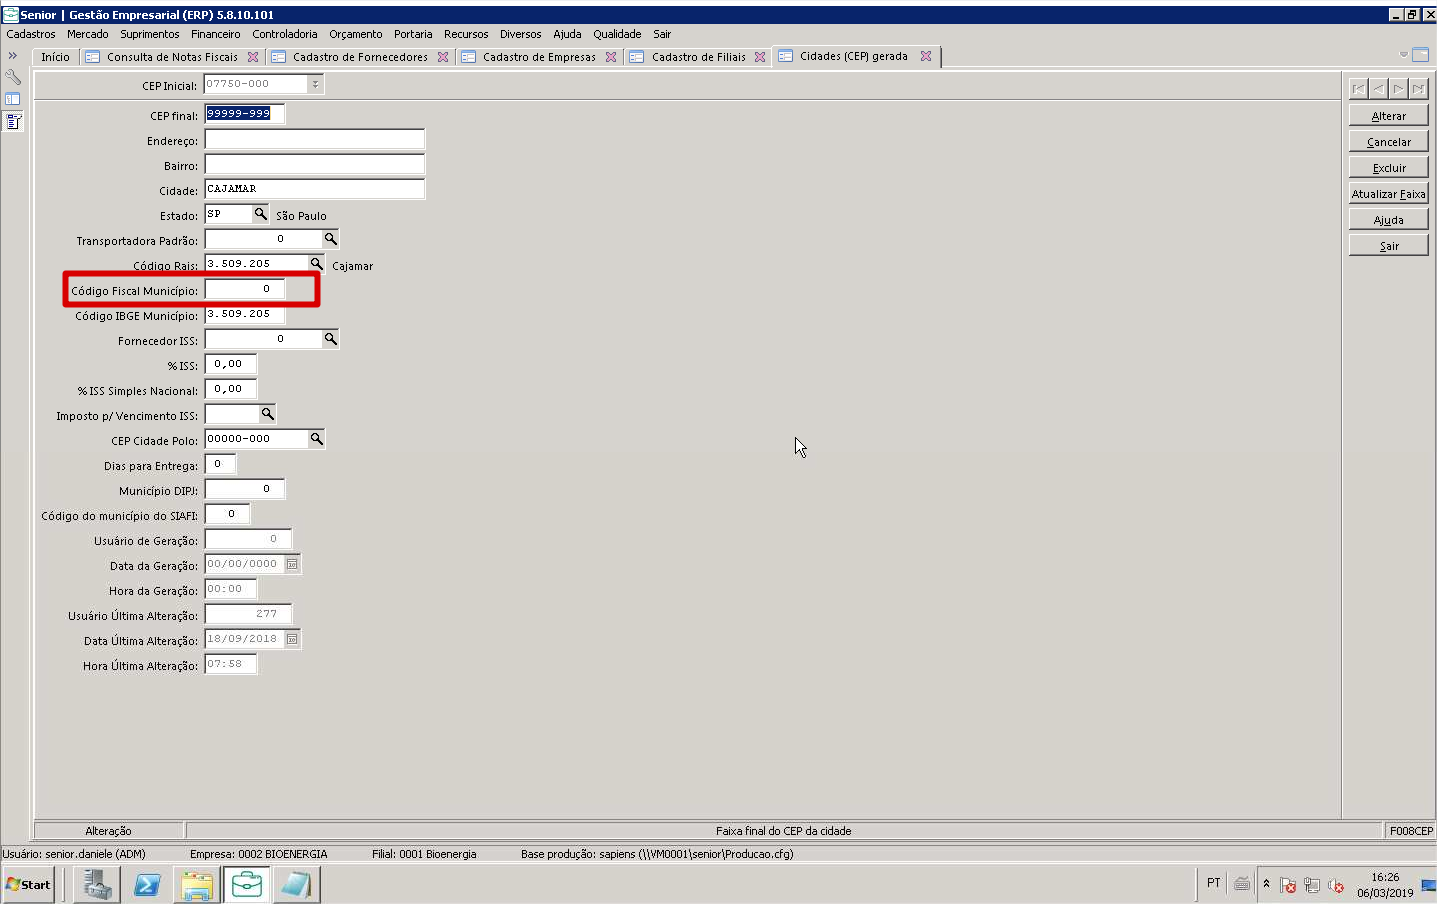 Senior | Gestão Empresarial (ERP) 5.8.10.101
Cadastros Mercado Suprimentos Financeiro Controladoria Orçamento Portaria Recursos Diversos Ajuda Qualidade Sair
Início Consulta de Notas Fiscais Cadastro de Fornecedores Cadastro de Empresas Cadastro de Filiais Cidades (CEP) gerada
CEP Inicial: 07750-000
CEP final: 99999-999
Endereço:
Bairro:
Cidade: CAJAMAR
Estado: SP São Paulo
Transportadora Padrão: 0
Código Rais: 3.509.205 Cajamar
Código Fiscal Município: 0
Código IBGE Município: 3.509.205
Fornecedor ISS: 0
% ISS: 0,00
% ISS Simples Nacional: 0,00
Imposto p/ Vencimento ISS:
CEP Cidade Polo: 00000-000
Dias para Entrega: 0
Município DIPJ: 0
Código do município do SIAFI: 0
Usuário de Geração: 0
Data da Geração: 00/00/0000
Hora da Geração: 00:00
Usuário Última Alteração: 277
Data Última Alteração: 18/09/2018
Hora Última Alteração: 07:58
Alterar
Cancelar
Excluir
Atualizar Faixa
Ajuda
Sair
Alteração Faixa final do CEP da cidade F008CEP
Usuário: senior.daniele (ADM) Empresa: 0002 BIOENERGIA Filial: 0001 Bioenergia Base produção: sapiens (\\VM0001\senior\Producao.cfg)
Start PT 16:26
06/03/2019